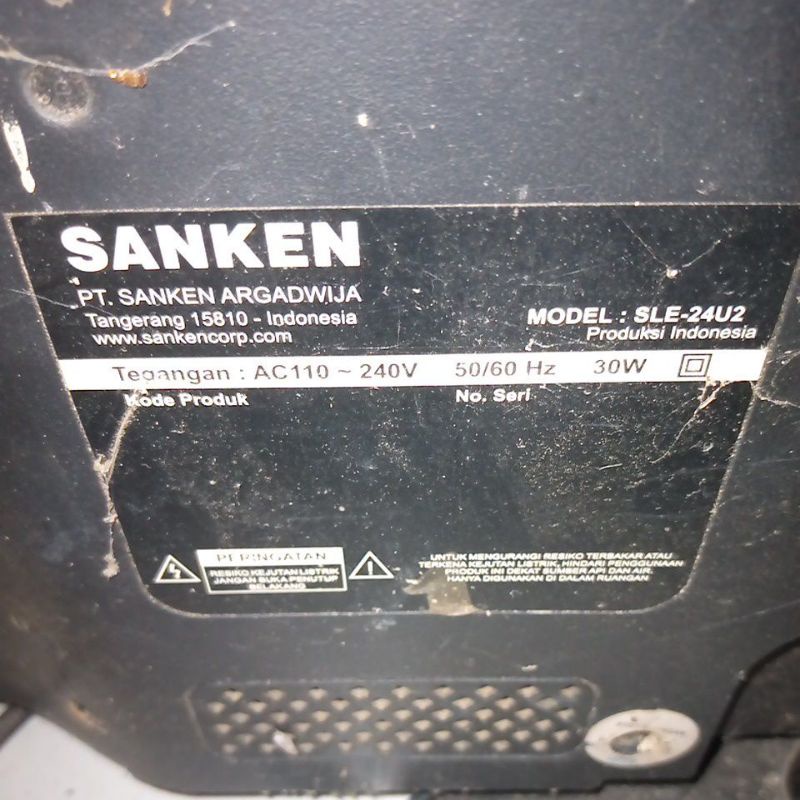 SANKEN
PT. SANKEN ARGADWIJA
Tangerang 15810 - Indonesia
www.sankencorp.com
MODEL : SLE-24U2
Produksi Indonesia
Tegangan : AC110 ~ 240V 50/60 Hz 30W
Kode Produk No. Seri
PERINGATAN
RESIKO KEJUTAN LISTRIK
JANGAN BUKA PENUTUP
BELAKANG
UNTUK MENGURANGI RESIKO TERBAKAR ATAU
TERKENA KEJUTAN LISTRIK, HINDARI PENGGUNAAN
PRODUK INI DEKAT SUMBER API DAN AIR.
HANYA DIGUNAKAN DI DALAM RUANGAN